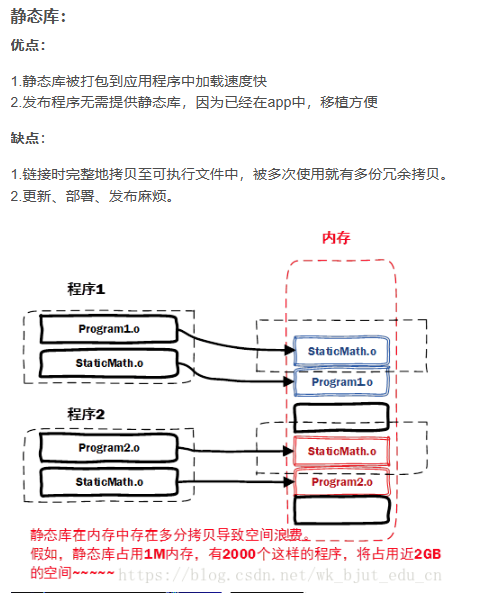 静态库：
优点：
1.静态库被打包到应用程序中加载速度快
2.发布程序无需提供静态库，因为已经在app中，移植方便
缺点：
1.链接时完整地拷贝至可执行文件中，被多次使用就有多份冗余拷贝。
2.更新、部署、发布麻烦。
内存
程序1
Program1.o
StaticMath.o
StaticMath.o
Program1.o
程序2
Program2.o
StaticMath.o
StaticMath.o
Program2.o
静态库在内存中存在多份拷贝导致空间浪费。
假如，静态库占用1M内存，有2000个这样的程序，将占用近2GB
的空间~~~~~
https://blog.csdn.net/wk_bjut_edu_cn